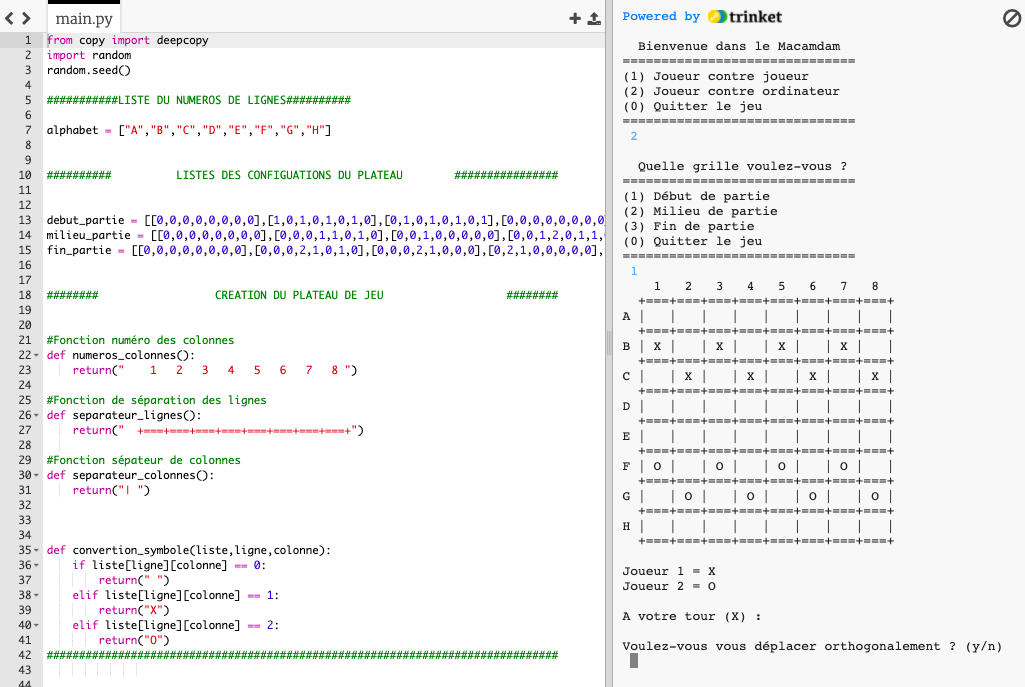 main.py
1 from copy import deepcopy
2 import random
3 random.seed()
4
5 ###########LISTE DU NUMEROS DE LIGNES##########
6
7 alphabet = ["A","B","C","D","E","F","G","H"]
8
9
10 ########## LISTES DES CONFIGUATIONS DU PLATEAU ################
11
12
13 debut_partie = [[0,0,0,0,0,0,0,0],[1,0,1,0,1,0,1,0],[0,1,0,1,0,1,0,1],[0,0,0,0,0,0,0,0
14 milieu_partie = [[0,0,0,0,0,0,0,0],[0,0,0,1,1,0,1,0],[0,0,1,0,0,0,0,0],[0,0,1,2,0,1,1,
15 fin_partie = [[0,0,0,0,0,0,0,0],[0,0,0,2,1,0,1,0],[0,0,0,2,1,0,0,0],[0,2,1,0,0,0,0,0],
16
17
18 ######## CREATION DU PLATEAU DE JEU ########
19
20
21 #Fonction numéro des colonnes
22 def numeros_colonnes():
23 return("    1   2   3   4   5   6   7   8 ")
24
25 #Fonction de séparation des lignes
26 def separateur_lignes():
27 return("  +===+===+===+===+===+===+===+===+")
28
29 #Fonction sépateur de colonnes
30 def separateur_colonnes():
31 return("| ")
32
33
34
35 def convertion_symbole(liste,ligne,colonne):
36 if liste[ligne][colonne] == 0:
37 return(" ")
38 elif liste[ligne][colonne] == 1:
39 return("X")
40 elif liste[ligne][colonne] == 2:
41 return("O")
42 ###############################################################################
43
44
Powered by trinket
Bienvenue dans le Macamdam
==============================
(1) Joueur contre joueur
(2) Joueur contre ordinateur
(0) Quitter le jeu
==============================
2
Quelle grille voulez-vous ?
==============================
(1) Début de partie
(2) Milieu de partie
(3) Fin de partie
(0) Quitter le jeu
==============================
1
    1   2   3   4   5   6   7   8
  +===+===+===+===+===+===+===+===+
A |   |   |   |   |   |   |   |   |
  +===+===+===+===+===+===+===+===+
B | X |   | X |   | X |   | X |   |
  +===+===+===+===+===+===+===+===+
C |   | X |   | X |   | X |   | X |
  +===+===+===+===+===+===+===+===+
D |   |   |   |   |   |   |   |   |
  +===+===+===+===+===+===+===+===+
E |   |   |   |   |   |   |   |   |
  +===+===+===+===+===+===+===+===+
F | O |   | O |   | O |   | O |   |
  +===+===+===+===+===+===+===+===+
G |   | O |   | O |   | O |   | O |
  +===+===+===+===+===+===+===+===+
H |   |   |   |   |   |   |   |   |
  +===+===+===+===+===+===+===+===+
Joueur 1 = X
Joueur 2 = O
A votre tour (X) :
Voulez-vous vous déplacer orthogonalement ? (y/n)